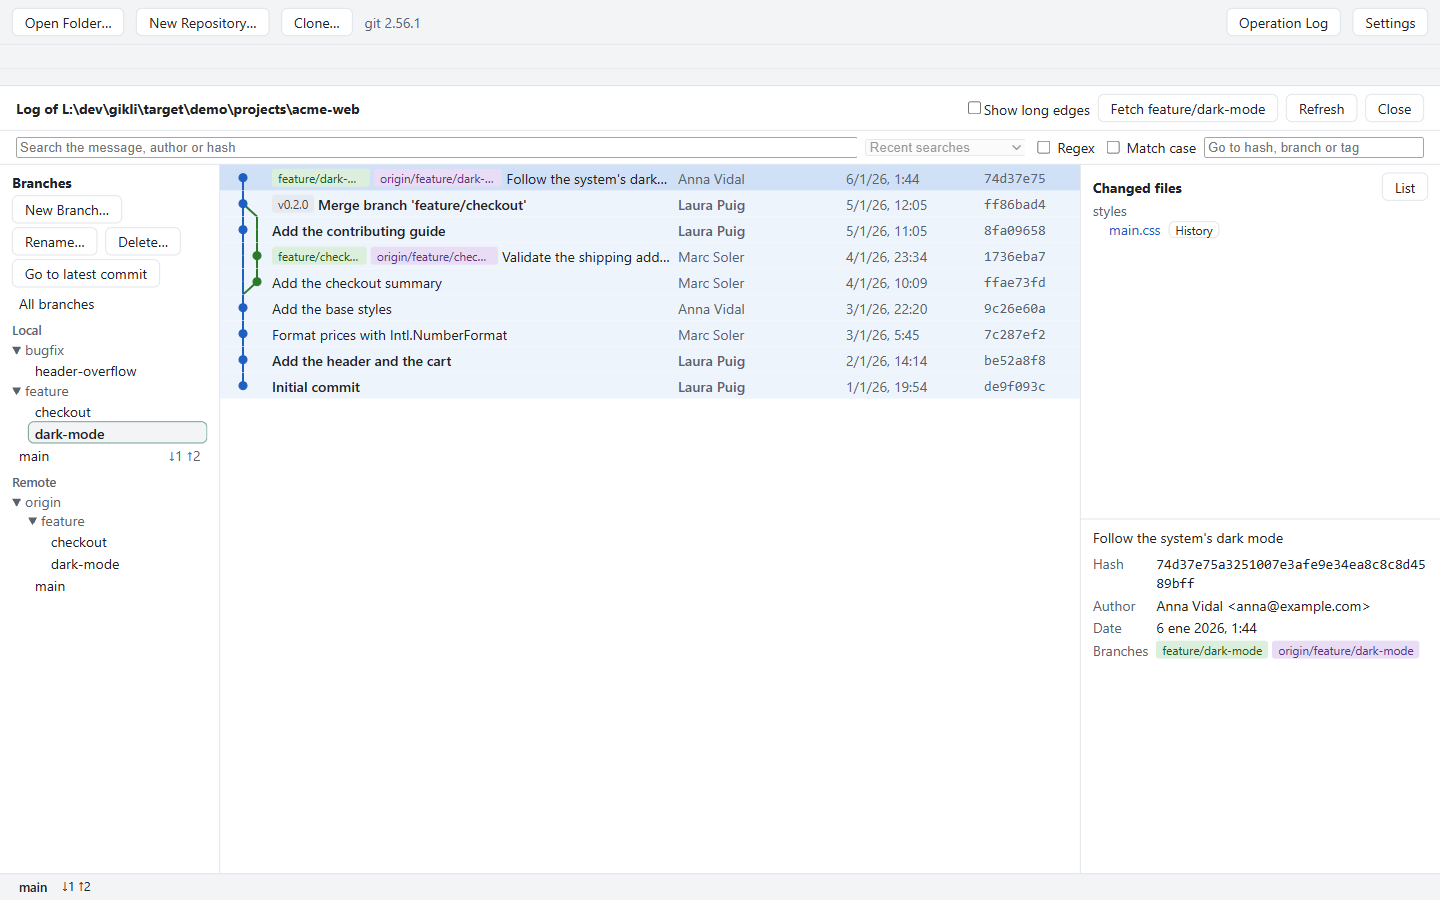 Open Folder... New Repository... Clone... git 2.56.1 Operation Log Settings
Log of L:\dev\gikli\target\demo\projects\acme-web Show long edges Fetch feature/dark-mode Refresh Close
Search the message, author or hash Recent searches Regex Match case Go to hash, branch or tag
Branches
New Branch...
Rename... Delete...
Go to latest commit
All branches
Local
bugfix
header-overflow
feature
checkout
dark-mode
main ↓1 ↑2
Remote
origin
feature
checkout
dark-mode
main
feature/dark-... origin/feature/dark-... Follow the system's dark... Anna Vidal 6/1/26, 1:44 74d37e75
v0.2.0 Merge branch 'feature/checkout' Laura Puig 5/1/26, 12:05 ff86bad4
Add the contributing guide Laura Puig 5/1/26, 11:05 8fa09658
feature/check... origin/feature/chec... Validate the shipping add... Marc Soler 4/1/26, 23:34 1736eba7
Add the checkout summary Marc Soler 4/1/26, 10:09 ffae73fd
Add the base styles Anna Vidal 3/1/26, 22:20 9c26e60a
Format prices with Intl.NumberFormat Marc Soler 3/1/26, 5:45 7c287ef2
Add the header and the cart Laura Puig 2/1/26, 14:14 be52a8f8
Initial commit Laura Puig 1/1/26, 19:54 de9f093c
Changed files List
styles
main.css History
Follow the system's dark mode
Hash 74d37e75a3251007e3afe9e34ea8c8c8d45
89bff
Author Anna Vidal <anna@example.com>
Date 6 ene 2026, 1:44
Branches feature/dark-mode origin/feature/dark-mode
main ↓1 ↑2